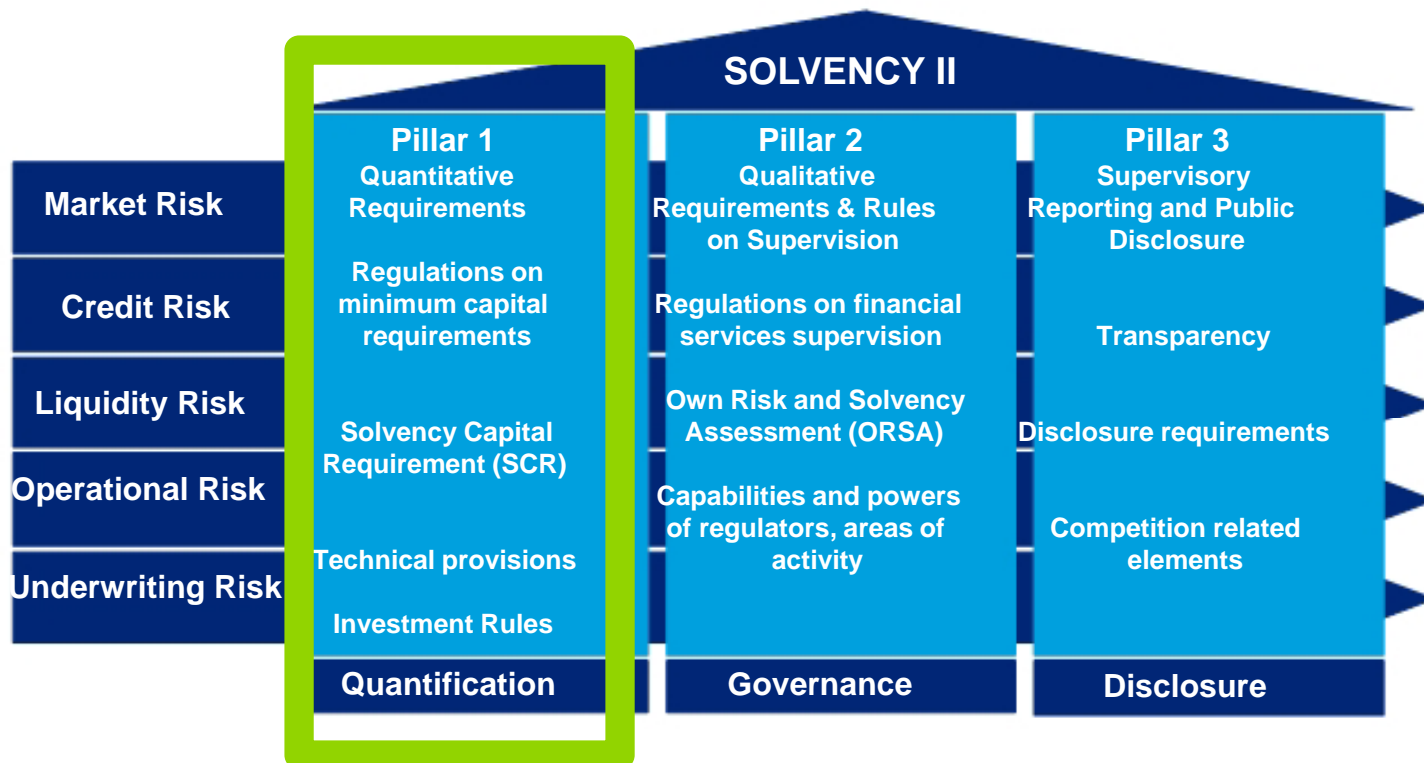 SOLVENCY II
Market Risk
Credit Risk
Liquidity Risk
Operational Risk
Underwriting Risk
Pillar 1
Quantitative
Requirements
Regulations on
minimum capital
requirements
Solvency Capital
Requirement (SCR)
Technical provisions
Investment Rules
Quantification
Pillar 2
Qualitative
Requirements & Rules
on Supervision
Regulations on financial
services supervision
Own Risk and Solvency
Assessment (ORSA)
Capabilities and powers
of regulators, areas of
activity
Governance
Pillar 3
Supervisory
Reporting and Public
Disclosure
Transparency
Disclosure requirements
Competition related
elements
Disclosure